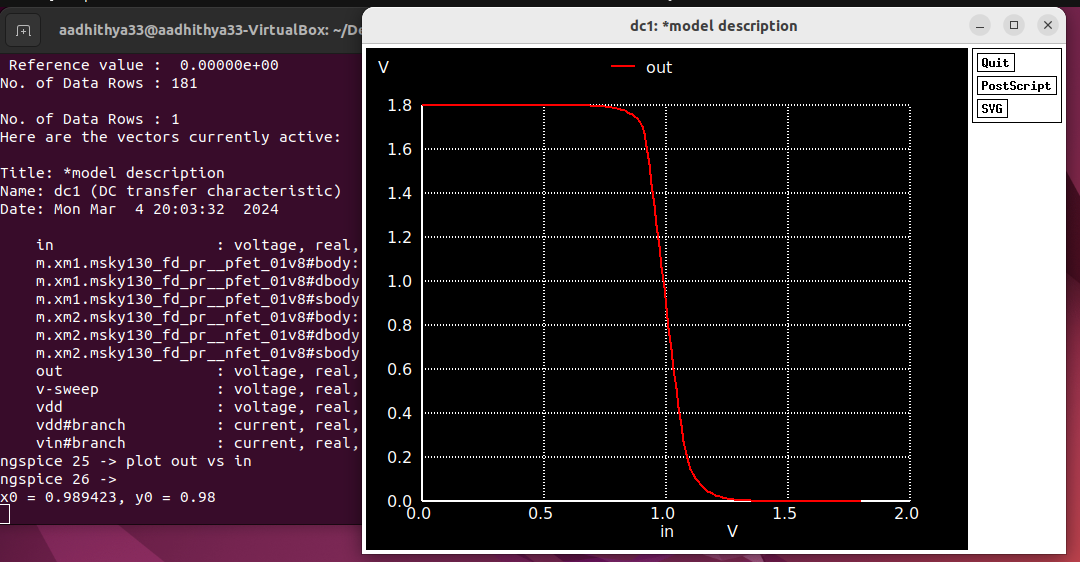 aadhithya33@aadhithya33-VirtualBox: ~/De
Reference value :  0.00000e+00
No. of Data Rows : 181
No. of Data Rows : 1
Here are the vectors currently active:
Title: *model description
Name: dc1 (DC transfer characteristic)
Date: Mon Mar  4 20:03:32  2024
in                  : voltage, real,
m.xm1.msky130_fd_pr__pfet_01v8#body:
m.xm1.msky130_fd_pr__pfet_01v8#dbody
m.xm1.msky130_fd_pr__pfet_01v8#sbody
m.xm2.msky130_fd_pr__nfet_01v8#body:
m.xm2.msky130_fd_pr__nfet_01v8#dbody
m.xm2.msky130_fd_pr__nfet_01v8#sbody
out                 : voltage, real,
v-sweep             : voltage, real,
vdd                 : voltage, real,
vdd#branch          : current, real,
vin#branch          : current, real,
ngspice 25 -> plot out vs in
ngspice 26 ->
x0 = 0.989423, y0 = 0.98
dc1: *model description
V
out
1.8
1.6
1.4
1.2
1.0
0.8
0.6
0.4
0.2
0.0
0.0 0.5 1.0 1.5 2.0
in V
Quit
PostScript
SVG